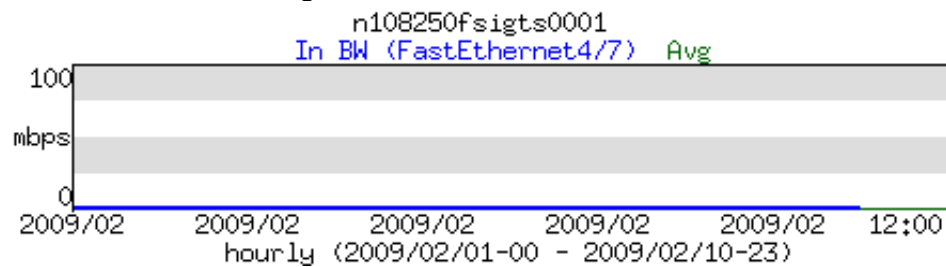 n108250fsigts0001
In BW (FastEthernet4/7) Avg
100
mbps
0
2009/02 2009/02 2009/02 2009/02 2009/02 12:00
hourly (2009/02/01-00 - 2009/02/10-23)